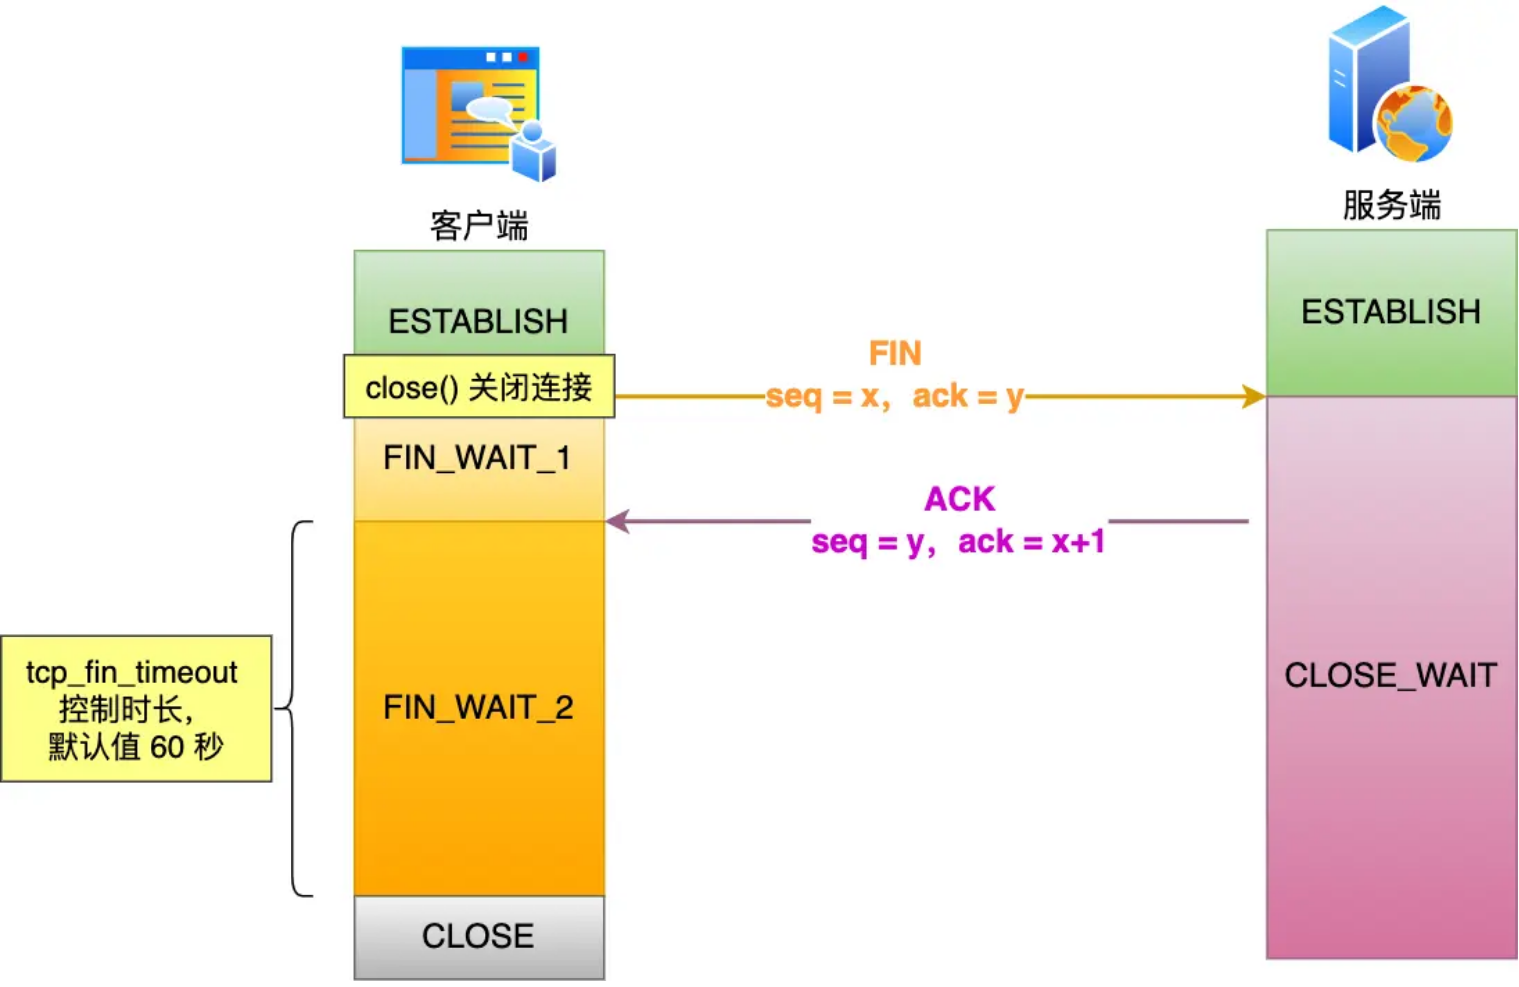 客户端
服务端
ESTABLISH
ESTABLISH
close() 关闭连接
FIN
seq = x，ack = y
FIN_WAIT_1
ACK
seq = y，ack = x+1
tcp_fin_timeout
控制时长，
默认值 60 秒
FIN_WAIT_2
CLOSE_WAIT
CLOSE